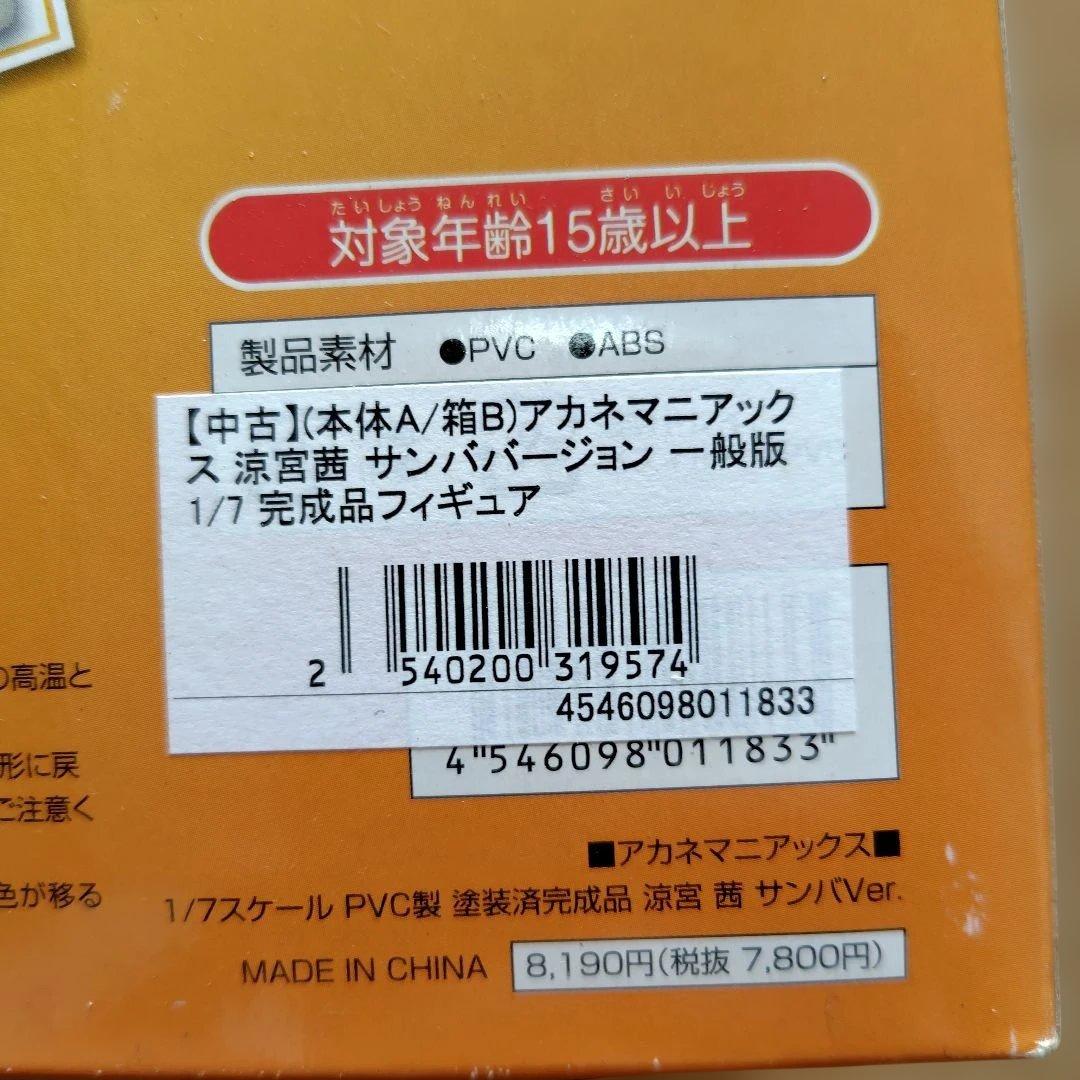 たいしょう ねんれい さい いじょう
対象年齢15歳以上
製品素材 ●PVC ●ABS
【中古】(本体A/箱B)アカネマニアック
ス 涼宮茜 サンババージョン 一般版
1/7 完成品フィギュア
2 540200 319574
4546098011833
4"546098"011833"
の高温と
形に戻
ご注意く
色が移る
■アカネマニアックス■
1/7スケール PVC製 塗装済完成品 涼宮 茜 サンバVer.
MADE IN CHINA 8,190円(税抜 7,800円)